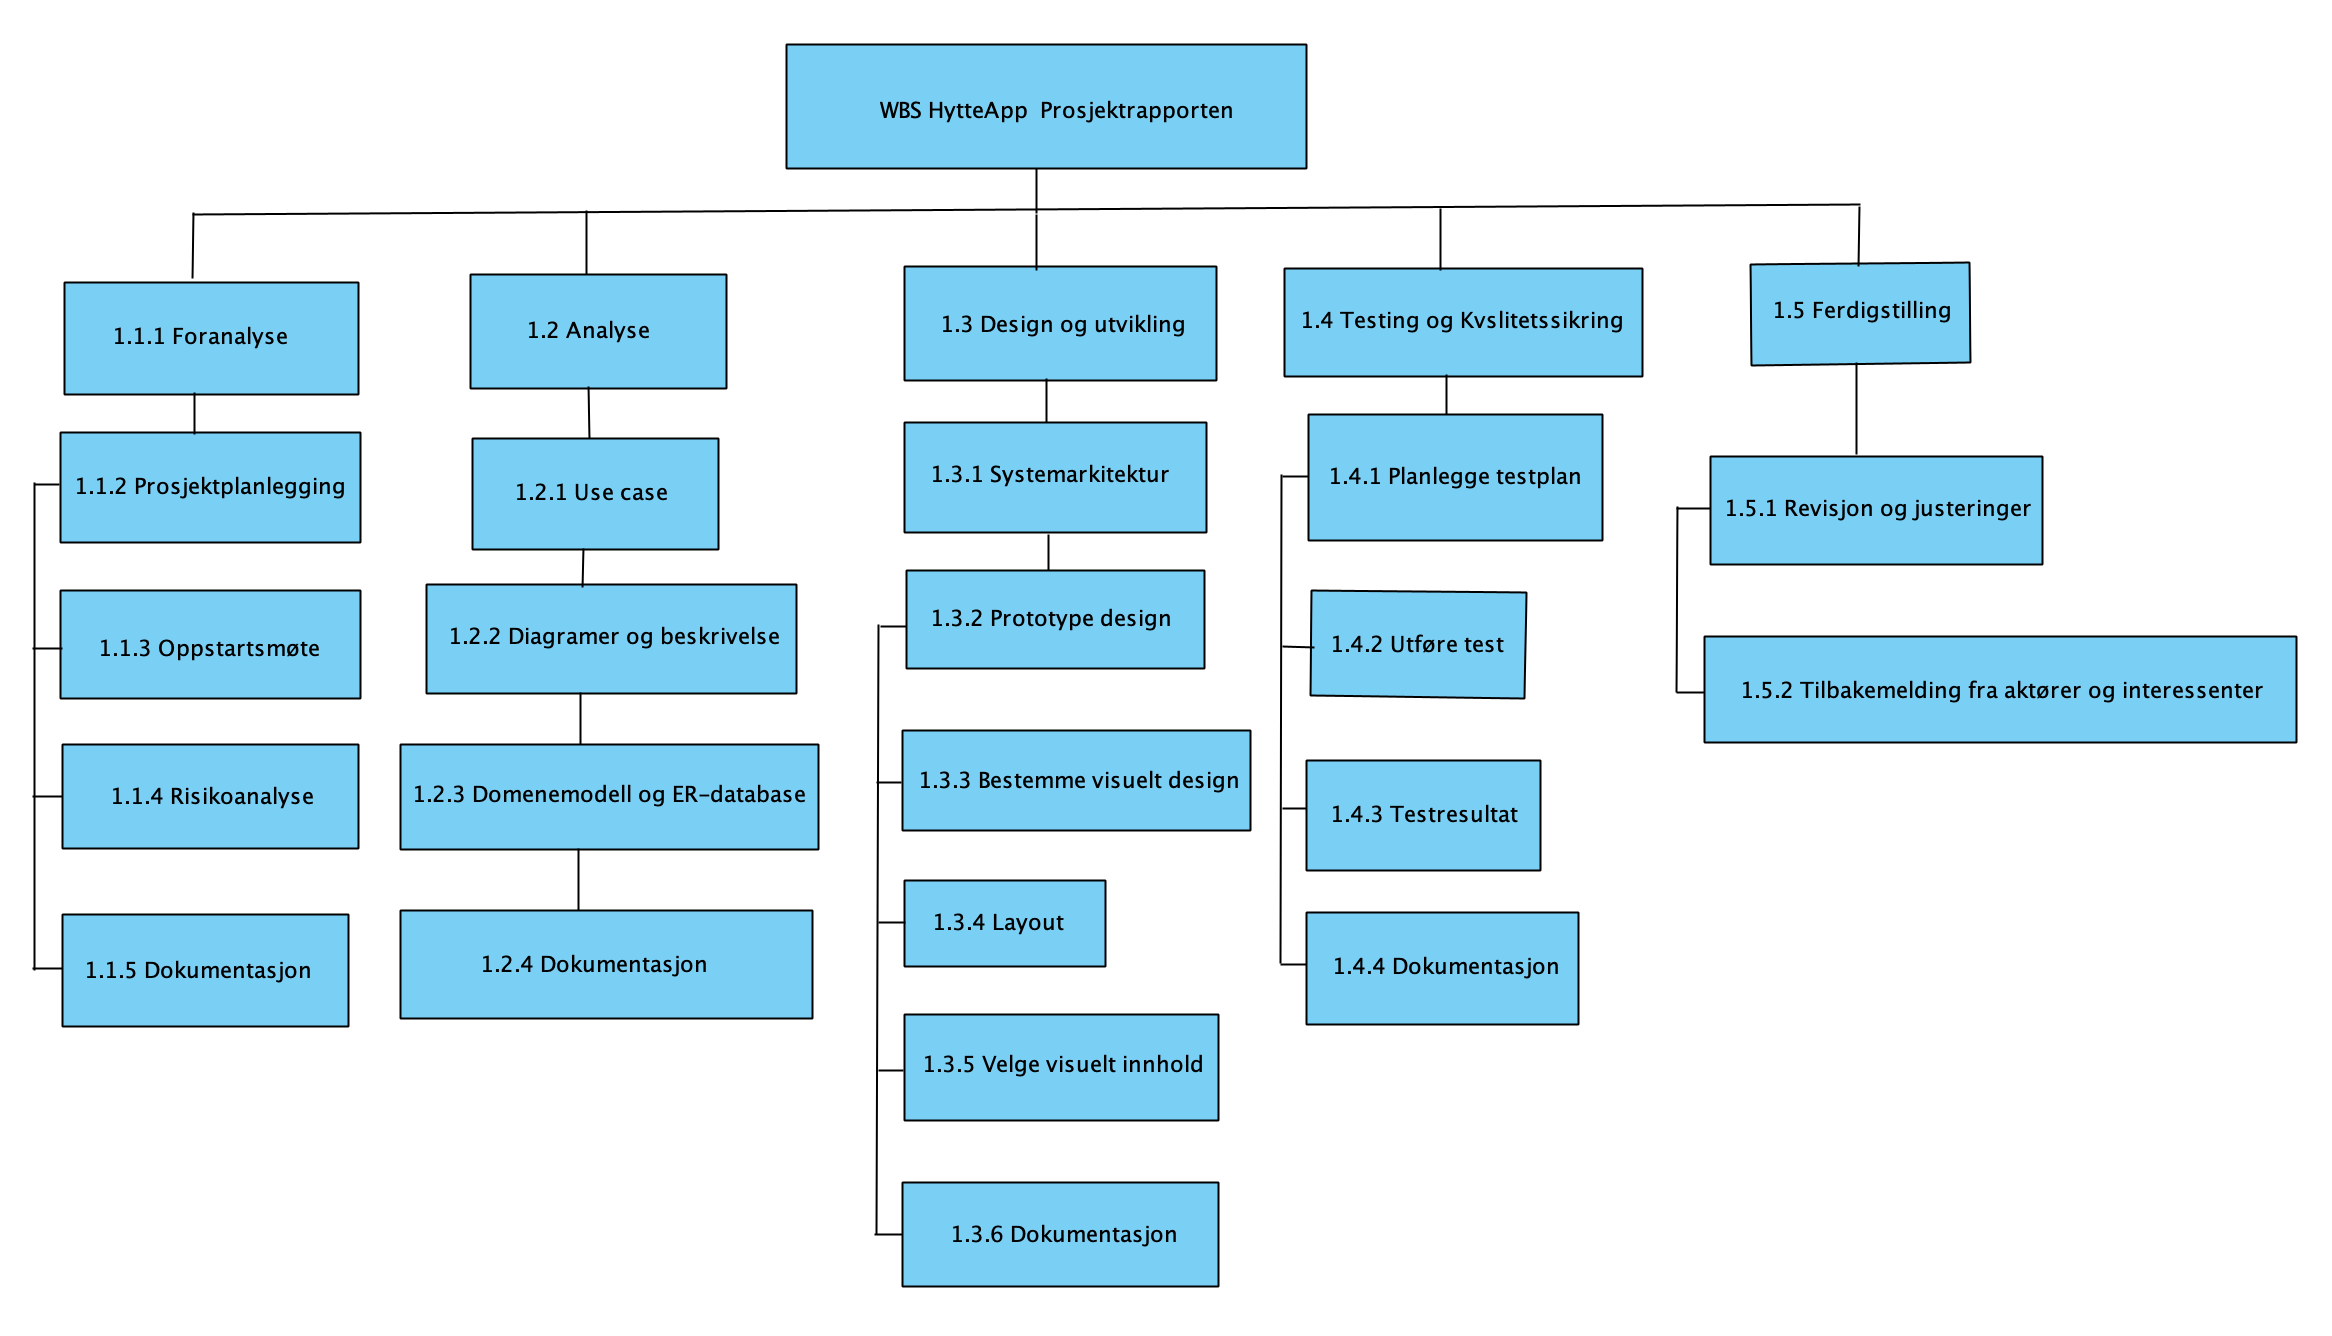 WBS HytteApp  Prosjektrapporten
1.1.1 Foranalyse
1.1.2 Prosjektplanlegging
1.1.3 Oppstartsmøte
1.1.4 Risikoanalyse
1.1.5 Dokumentasjon
1.2 Analyse
1.2.1 Use case
1.2.2 Diagramer og beskrivelse
1.2.3 Domenemodell og ER-database
1.2.4 Dokumentasjon
1.3 Design og utvikling
1.3.1 Systemarkitektur
1.3.2 Prototype design
1.3.3 Bestemme visuelt design
1.3.4 Layout
1.3.5 Velge visuelt innhold
1.3.6 Dokumentasjon
1.4 Testing og Kvslitetssikring
1.4.1 Planlegge testplan
1.4.2 Utføre test
1.4.3 Testresultat
1.4.4 Dokumentasjon
1.5 Ferdigstilling
1.5.1 Revisjon og justeringer
1.5.2 Tilbakemelding fra aktører og interessenter